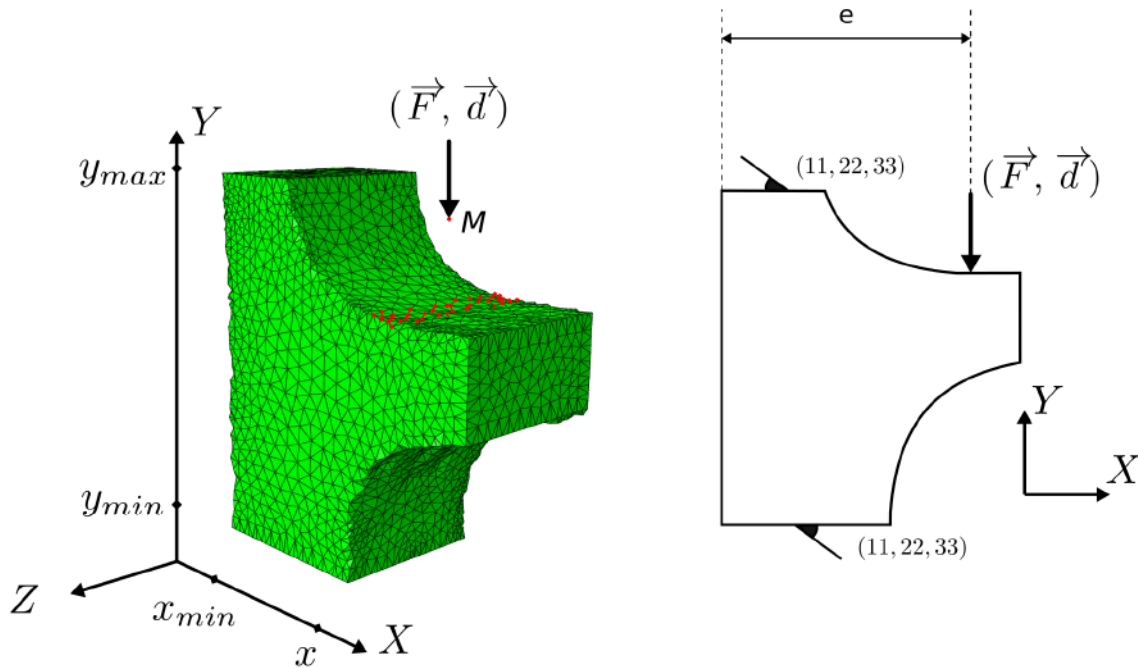 e
(F⃗, d⃗)
Y
y_max
M
(11, 22, 33)
(F⃗, d⃗)
Y
X
y_min
(11, 22, 33)
Z
x_min
x
X